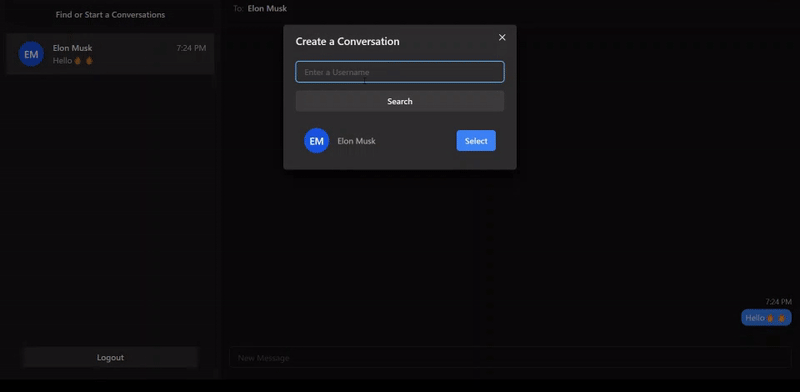 Find or Start a Conversations
EM
Elon Musk
7:24 PM
Hello🔥 🔥
Logout
To: Elon Musk
Create a Conversation
Enter a Username
Search
EM
Elon Musk
Select
7:24 PM
Hello🔥 🔥
New Message